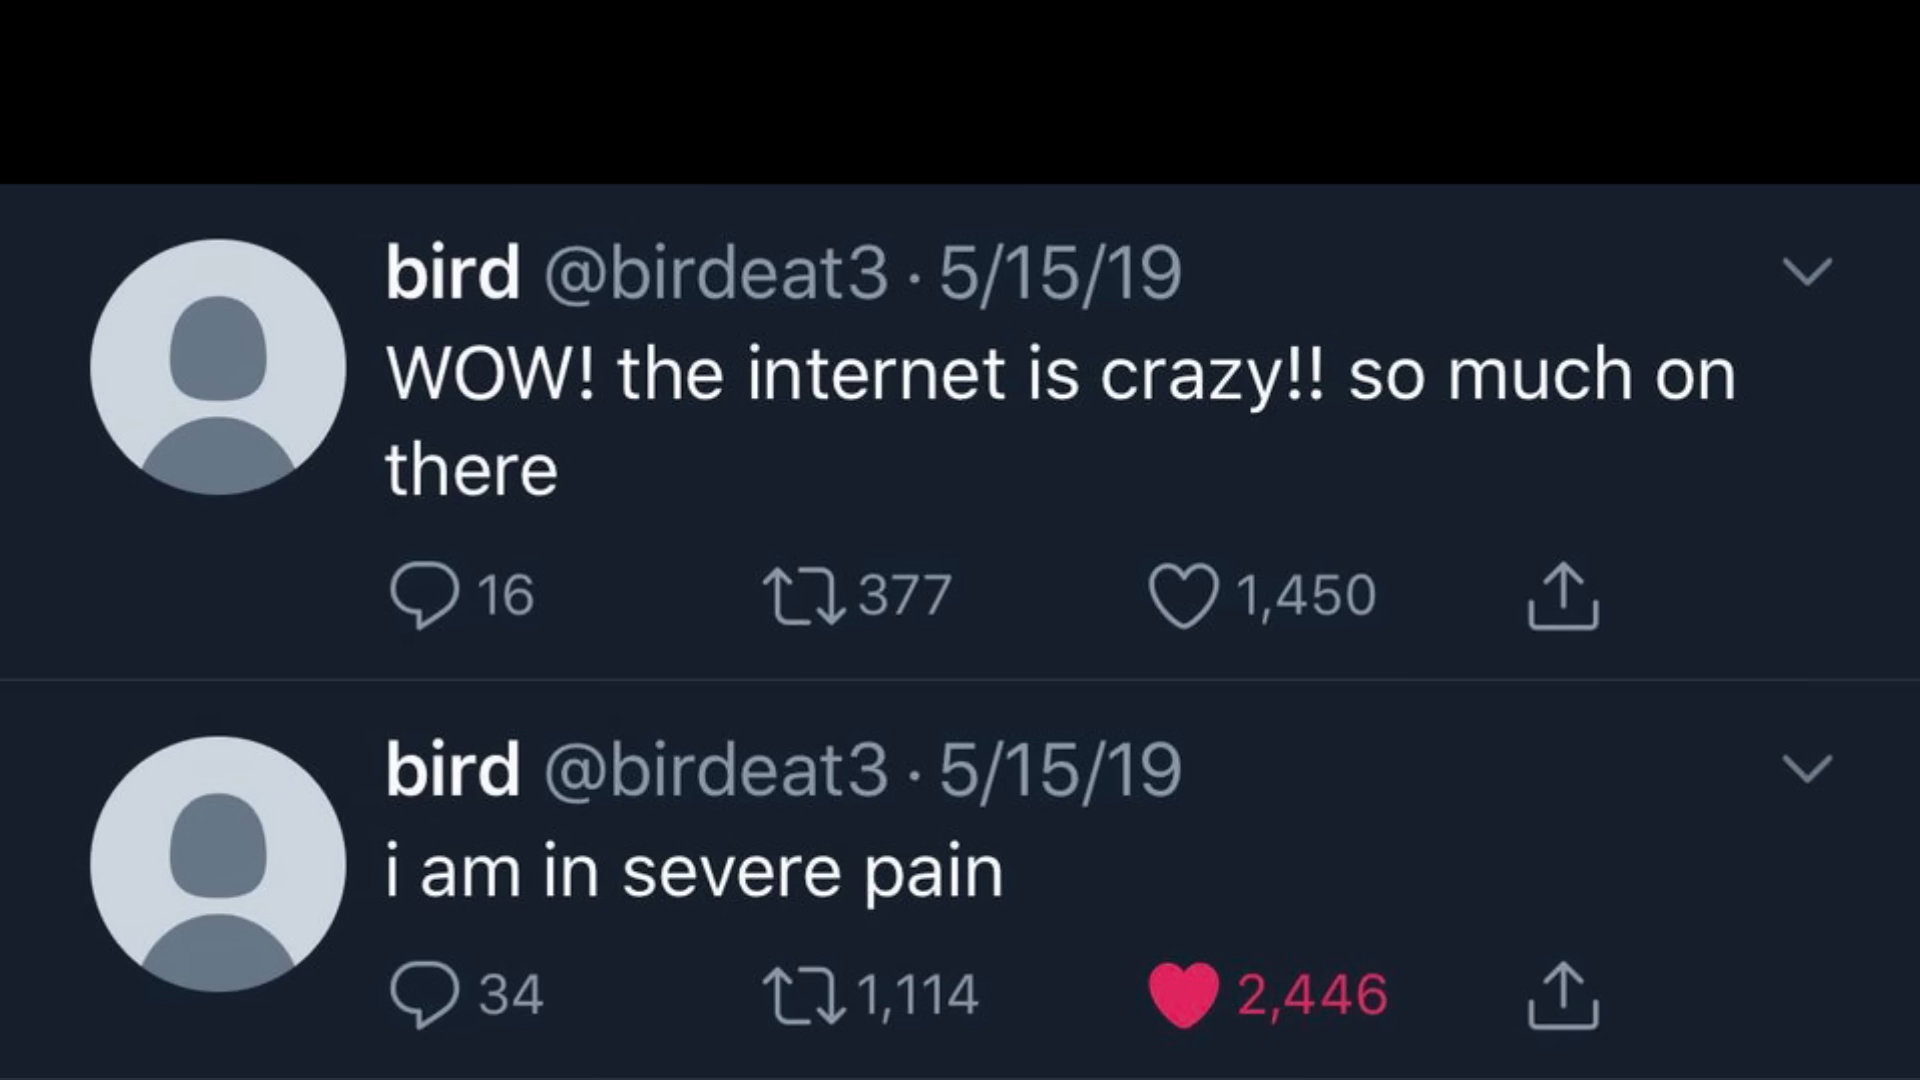 bird @birdeat3 · 5/15/19
WOW! the internet is crazy!! so much on
there
16 377 1,450
bird @birdeat3 · 5/15/19
i am in severe pain
34 1,114 2,446